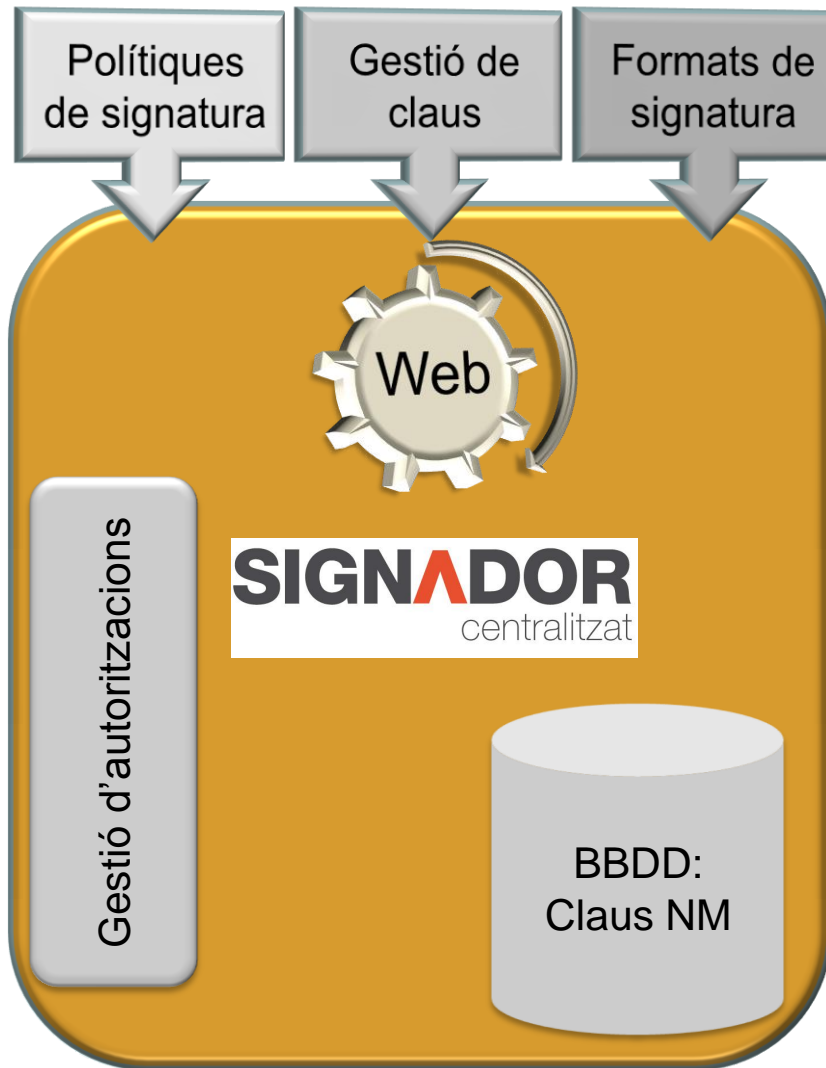 Polítiques
de signatura
Gestió de
claus
Formats de
signatura
Web
SIGNADOR
centralitzat
Gestió d’autoritzacions
BBDD:
Claus NM